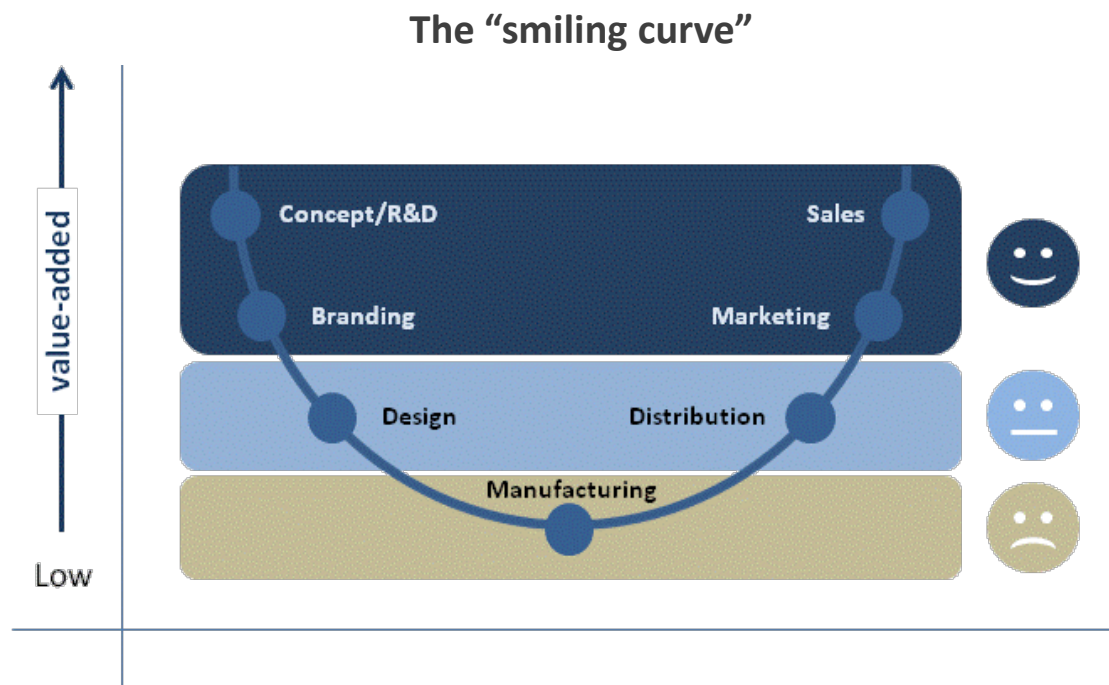 The “smiling curve”
value-added
Concept/R&D
Sales
Branding
Marketing
Design
Distribution
Manufacturing
Low